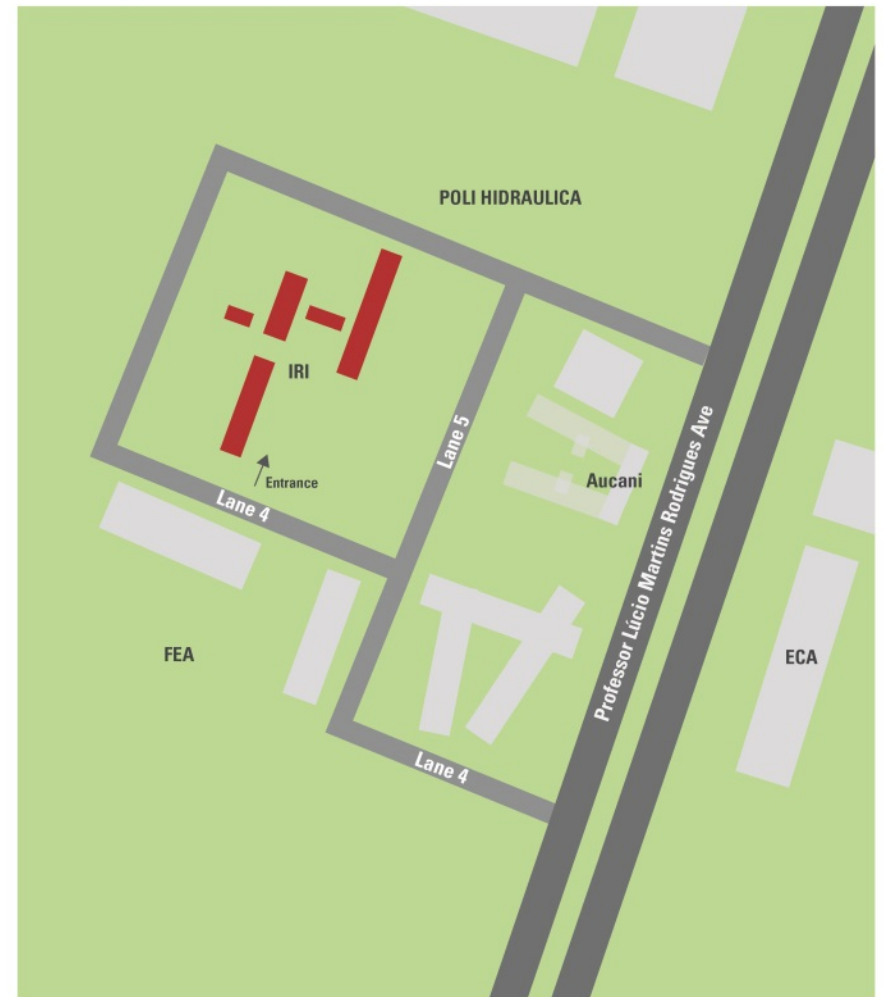 POLI HIDRAULICA
IRI
Lane 5
Entrance
Aucani
Lane 4
Professor Lúcio Martins Rodrigues Ave
FEA
ECA
Lane 4